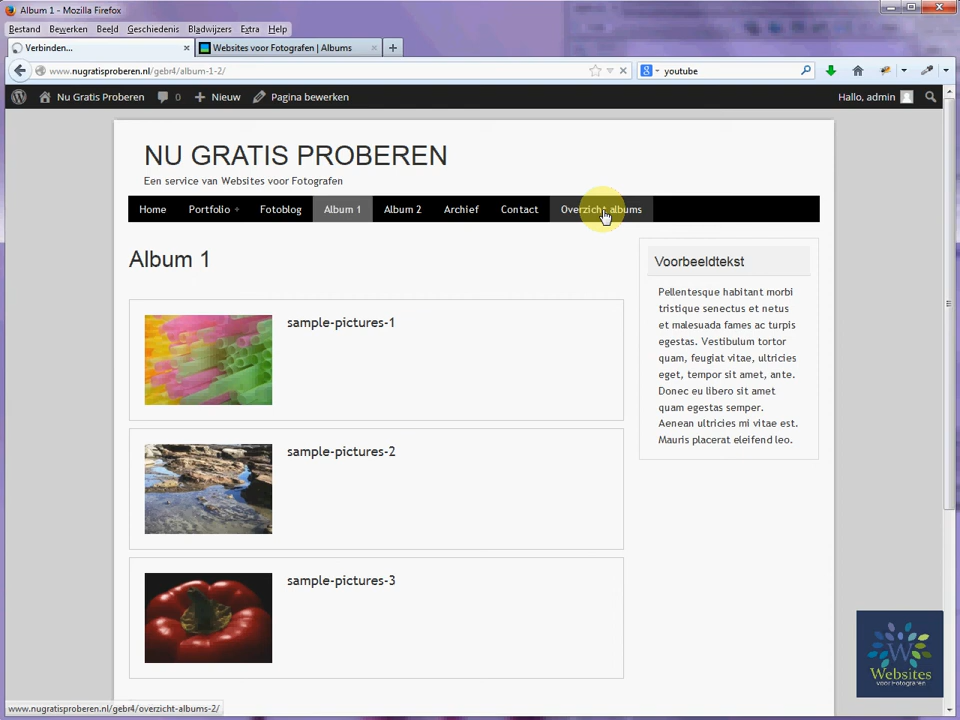 Album 1 - Mozilla Firefox
Bestand Bewerken Beeld Geschiedenis Bladwijzers Extra Help
Verbinden... Websites voor Fotografen | Albums
www.nugratisproberen.nl/gebr4/album-1-2/ youtube
Nu Gratis Proberen 0 Nieuw Pagina bewerken Hallo, admin
NU GRATIS PROBEREN
Een service van Websites voor Fotografen
Home Portfolio Fotoblog Album 1 Album 2 Archief Contact Overzicht albums
Album 1
sample-pictures-1
sample-pictures-2
sample-pictures-3
Voorbeeldtekst
Pellentesque habitant morbi
tristique senectus et netus
et malesuada fames ac turpis
egestas. Vestibulum tortor
quam, feugiat vitae, ultricies
eget, tempor sit amet, ante.
Donec eu libero sit amet
quam egestas semper.
Aenean ultricies mi vitae est.
Mauris placerat eleifend leo.
W
Websites
voor Fotografen
www.nugratisproberen.nl/gebr4/overzicht-albums-2/